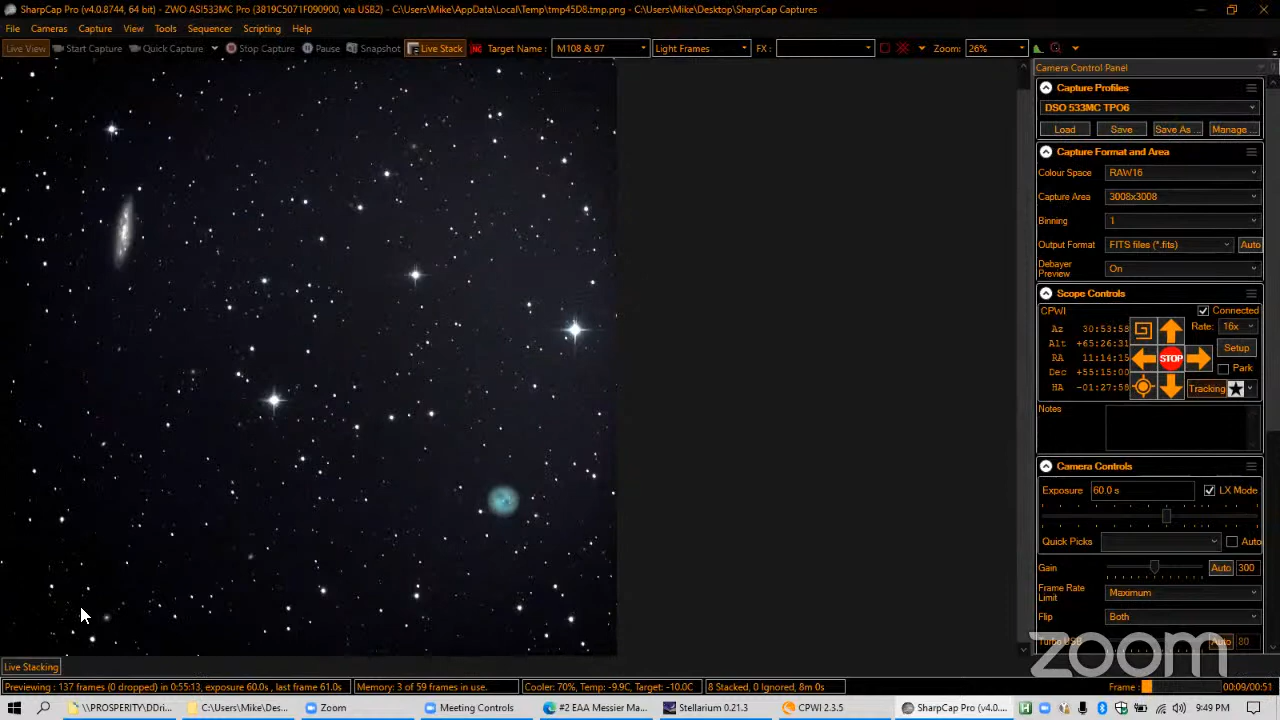 SharpCap Pro (v4.0.8744, 64 bit) - ZWO ASI533MC Pro (3819C5071F090900, via USB2) - C:\Users\Mike\AppData\Local\Temp\tmp45D8.tmp.png - C:\Users\Mike\Desktop\SharpCap Captures
File Cameras Capture View Tools Sequencer Scripting Help
Live View Start Capture Quick Capture Stop Capture Pause Snapshot Live Stack Target Name : M108 & 97 Light Frames FX : Zoom: 26%
Camera Control Panel
Capture Profiles
DSO 533MC TPO6
Load Save Save As ... Manage ...
Capture Format and Area
Colour Space RAW16
Capture Area 3008x3008
Binning 1
Output Format FITS files (*.fits) Auto
Debayer Preview On
Scope Controls
CPWI Connected
Az 30:53:58 Rate: 16x
Alt +65:26:31
RA 11:14:15 STOP Setup
Dec +55:15:00 Park
HA -01:27:58 Tracking
Notes
Camera Controls
Exposure 60.0 s LX Mode
Quick Picks Auto
Gain Auto 300
Frame Rate Limit Maximum
Flip Both
Turbo USB Auto 80
zoom
Live Stacking
Previewing : 137 frames (0 dropped) in 0:55:13, exposure 60.0s , last frame 61.0s Memory: 3 of 59 frames in use. Cooler: 70%, Temp: -9.9C, Target: -10.0C 8 Stacked, 0 Ignored, 8m 0s Frame : 00:09/00:51
\\PROSPERITY\DDri... C:\Users\Mike\Des... Zoom Meeting Controls #2 EAA Messier Ma... Stellarium 0.21.3 CPWI 2.3.5 SharpCap Pro (v4.0.... 9:49 PM